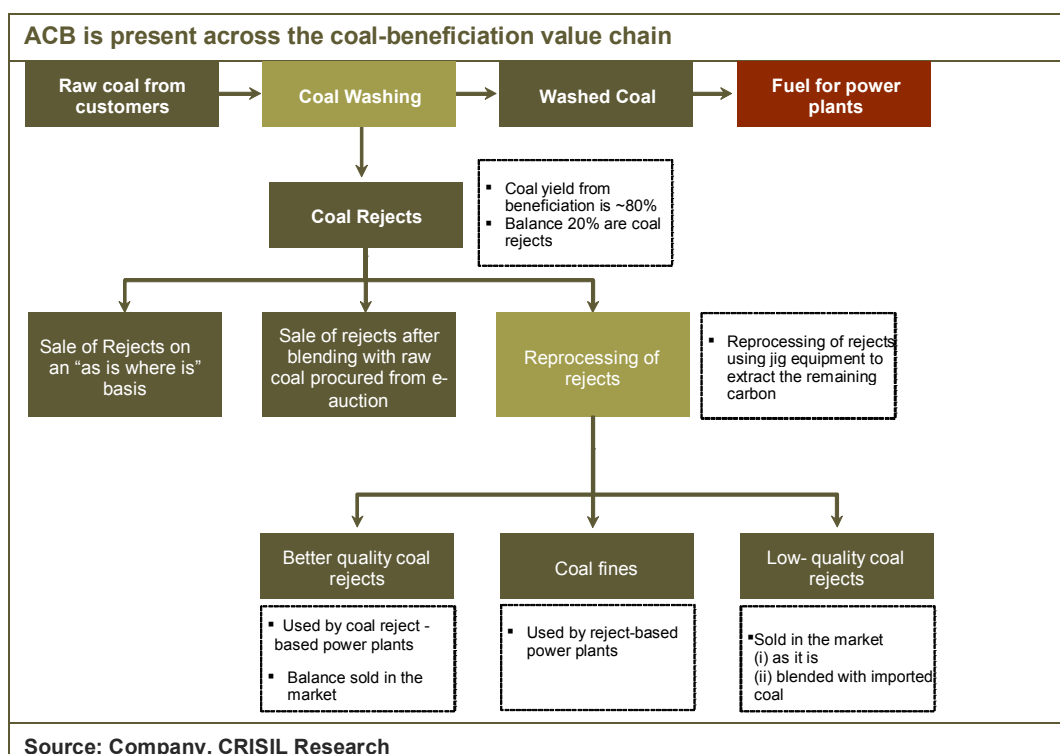 ACB is present across the coal-beneficiation value chain
Raw coal from
customers
Coal Washing
Washed Coal
Fuel for power
plants
Coal Rejects
▪ Coal yield from
beneficiation is ~80%
▪ Balance 20% are coal
rejects
Sale of Rejects on
an “as is where is”
basis
Sale of rejects after
blending with raw
coal procured from e-
auction
Reprocessing of
rejects
▪ Reprocessing of rejects
using jig equipment to
extract the remaining
carbon
Better quality coal
rejects
Coal fines
Low- quality coal
rejects
▪ Used by coal reject -
based power plants
▪ Balance sold in the
market
▪ Used by reject-based
power plants
▪Sold in the market
(i) as it is
(ii) blended with imported
coal
Source: Company, CRISIL Research